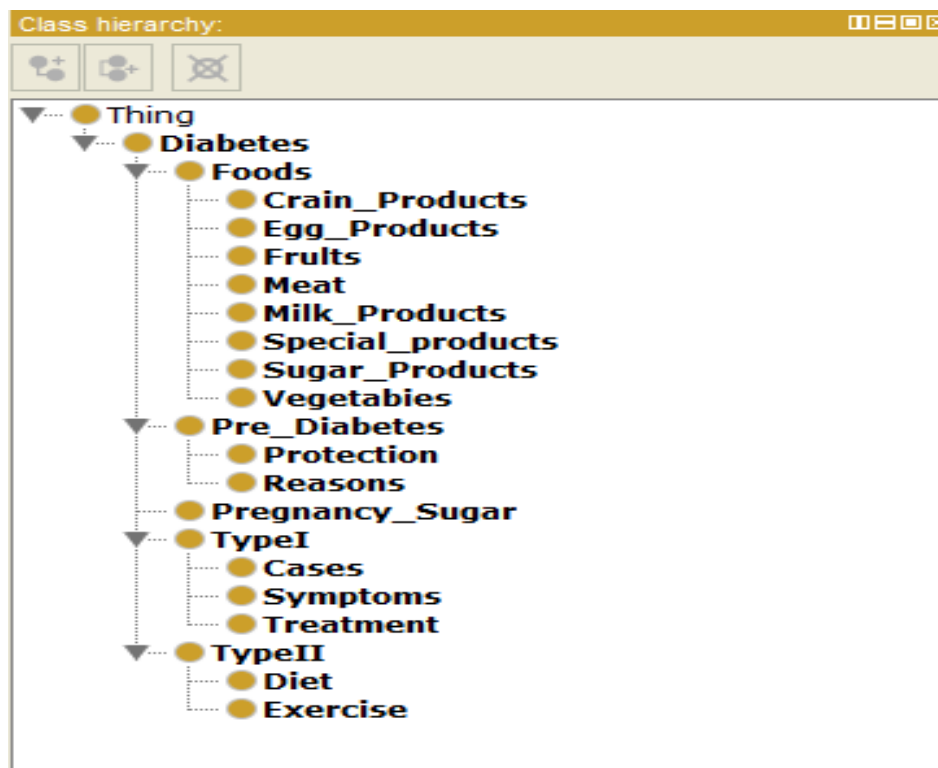 Class hierarchy:
Thing
Diabetes
Foods
Crain_Products
Egg_Products
Frults
Meat
Milk_Products
Special_products
Sugar_Products
Vegetabies
Pre_Diabetes
Protection
Reasons
Pregnancy_Sugar
TypeI
Cases
Symptoms
Treatment
TypeII
Diet
Exercise